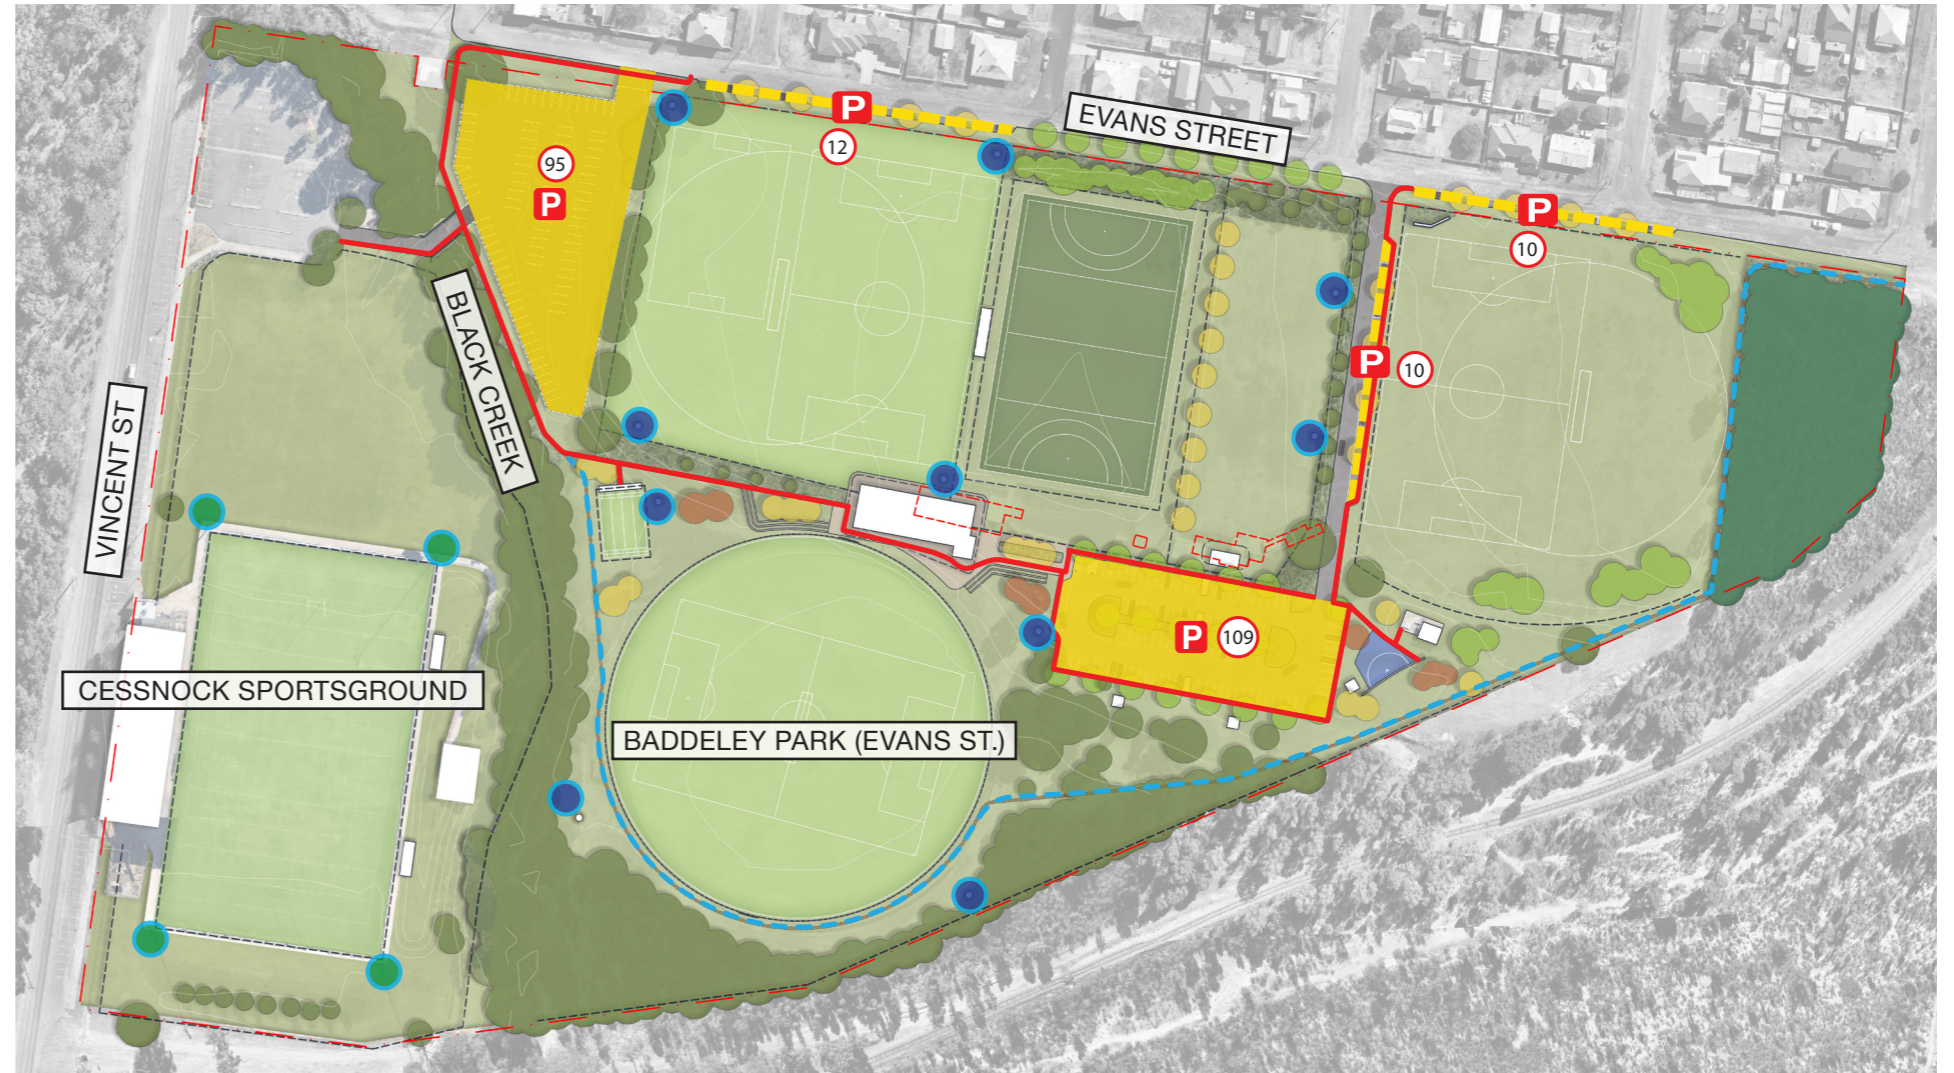 P
12
EVANS STREET
95
P
P
10
P
10
BLACK CREEK
VINCENT ST
P
109
CESSNOCK SPORTSGROUND
BADDELEY PARK (EVANS ST.)